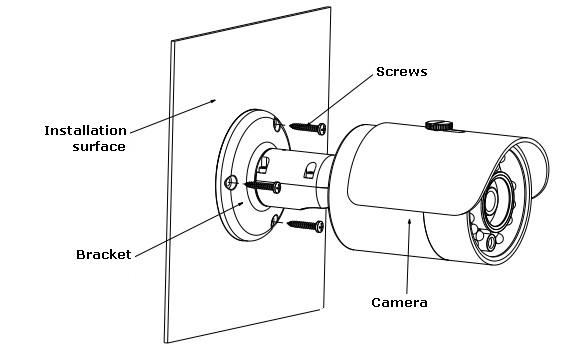 Screws
Installation
surface
Bracket
Camera